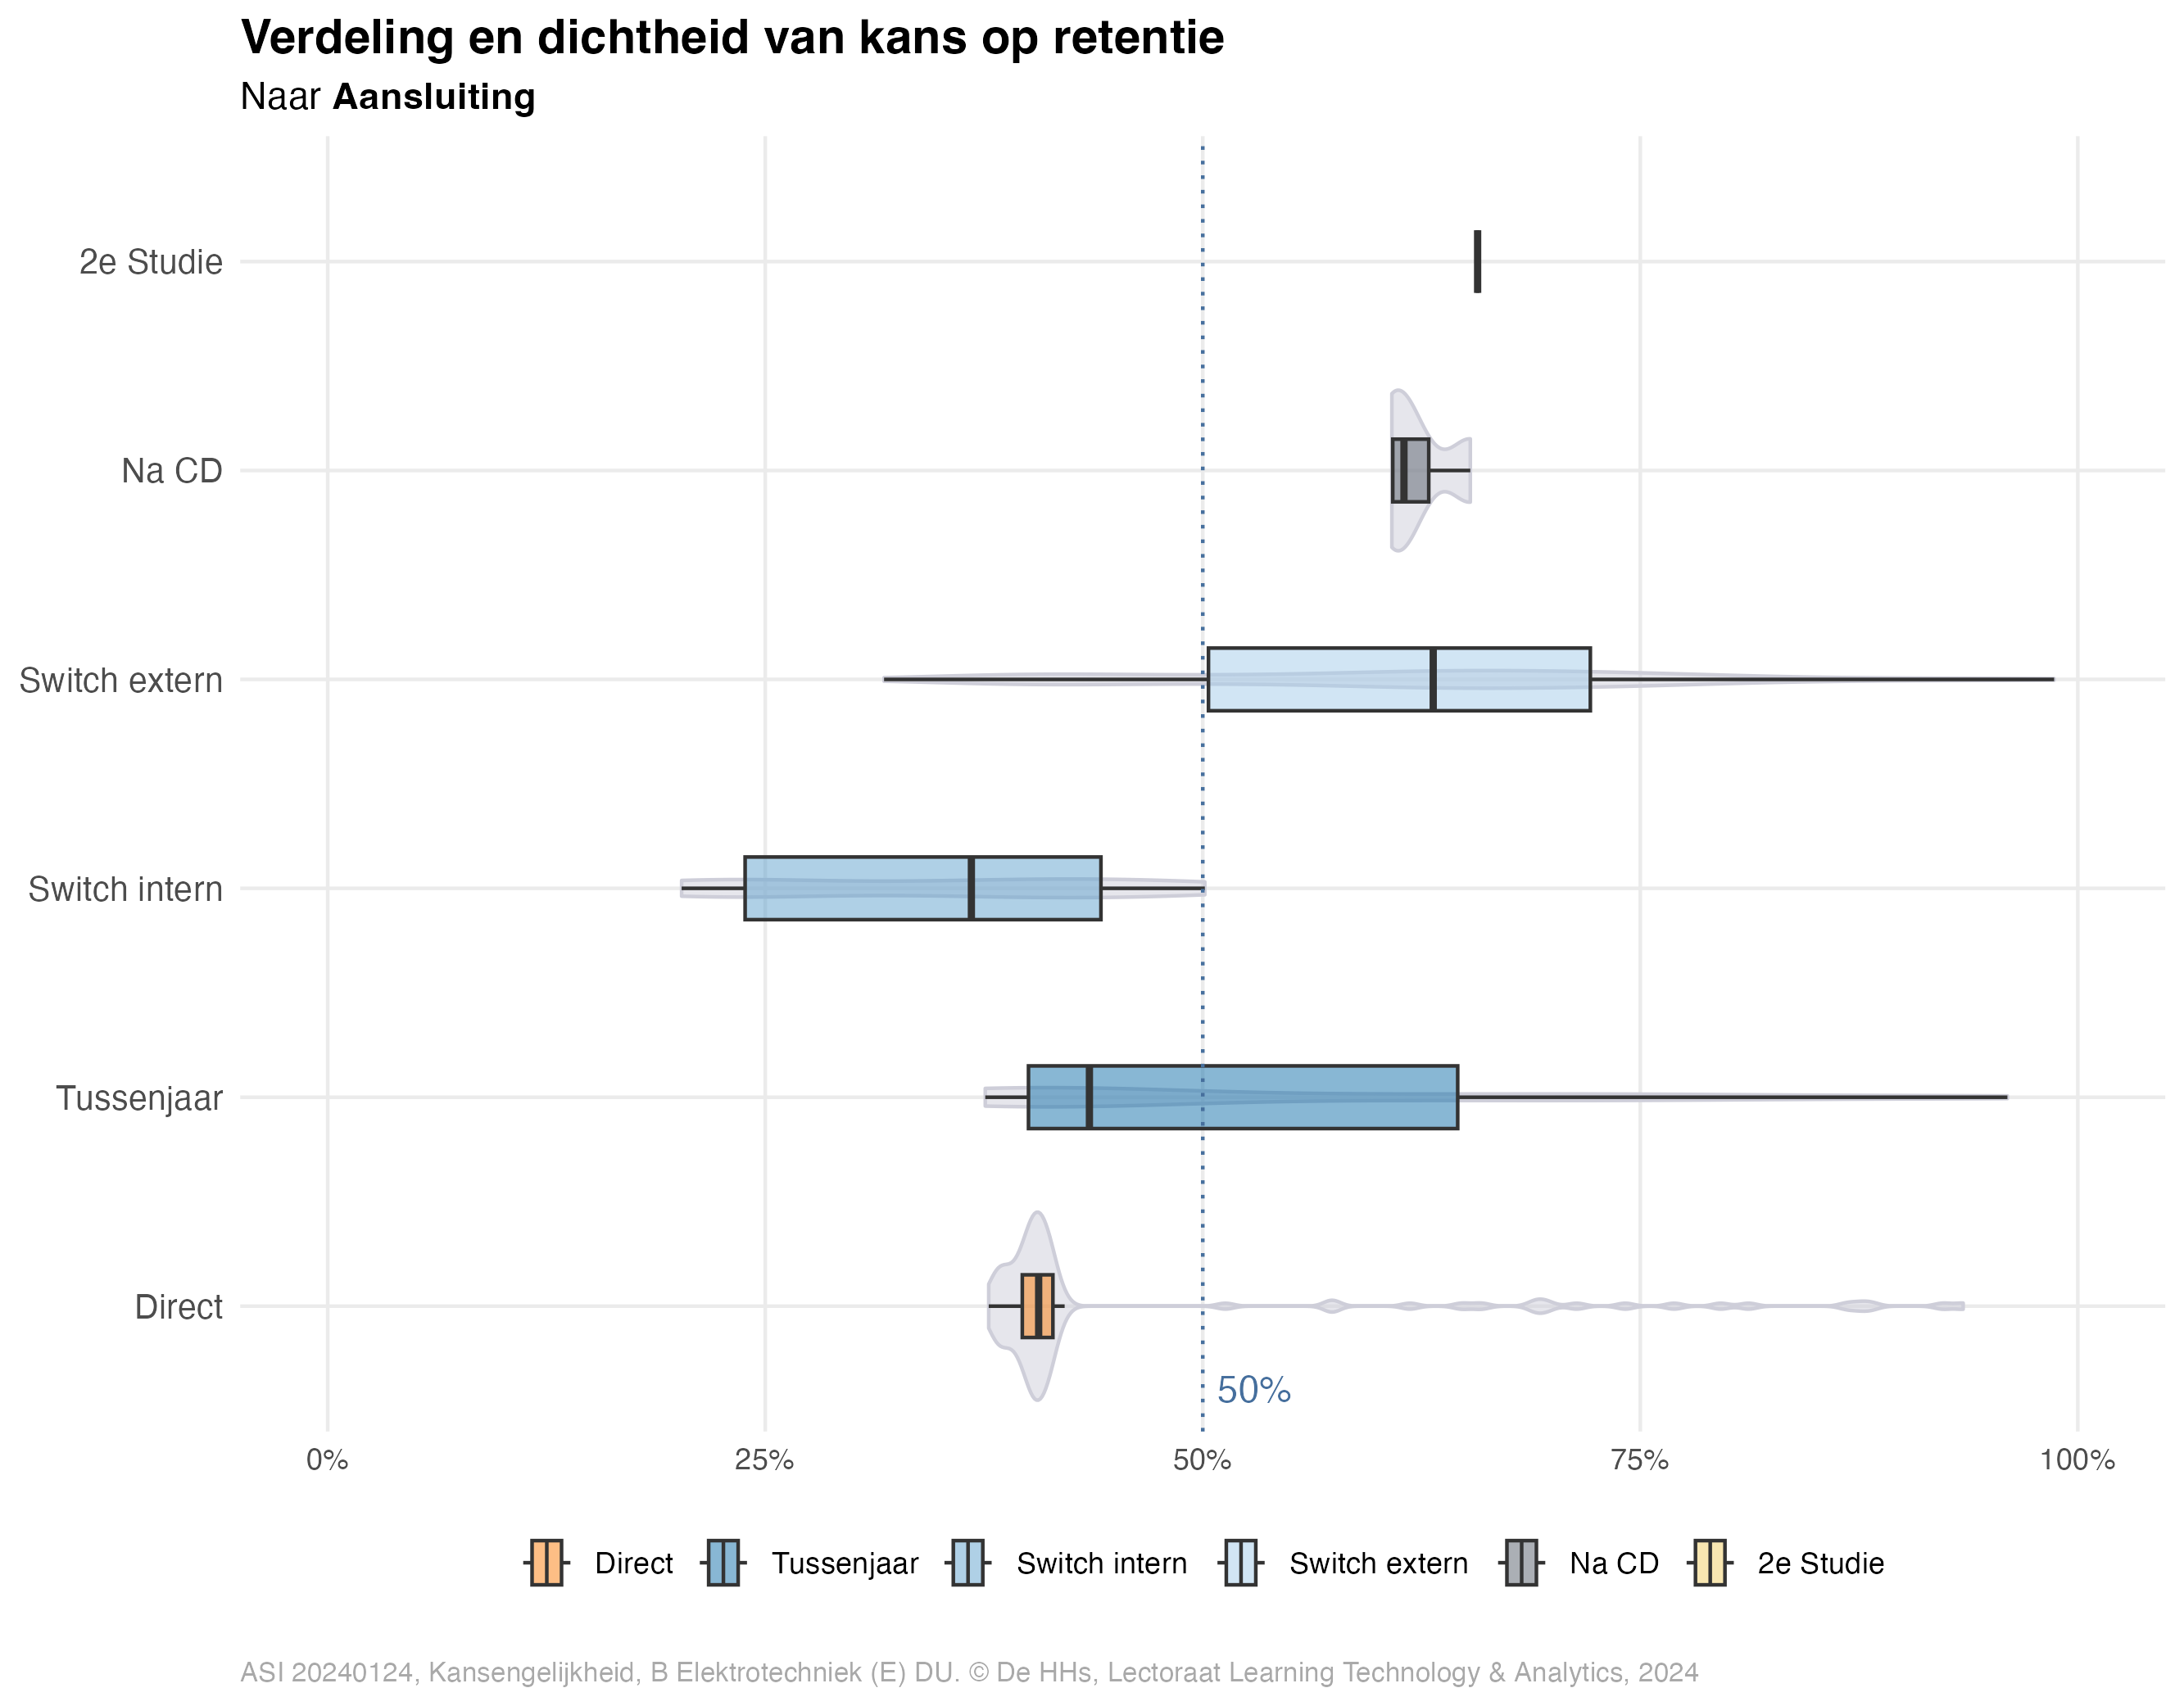 Verdeling en dichtheid van kans op retentie
Naar Aansluiting
2e Studie
Na CD
Switch extern
Switch intern
Tussenjaar
Direct
50%
0% 25% 50% 75% 100%
Direct Tussenjaar Switch intern Switch extern Na CD 2e Studie
ASI 20240124, Kansengelijkheid, B Elektrotechniek (E) DU. © De HHs, Lectoraat Learning Technology & Analytics, 2024